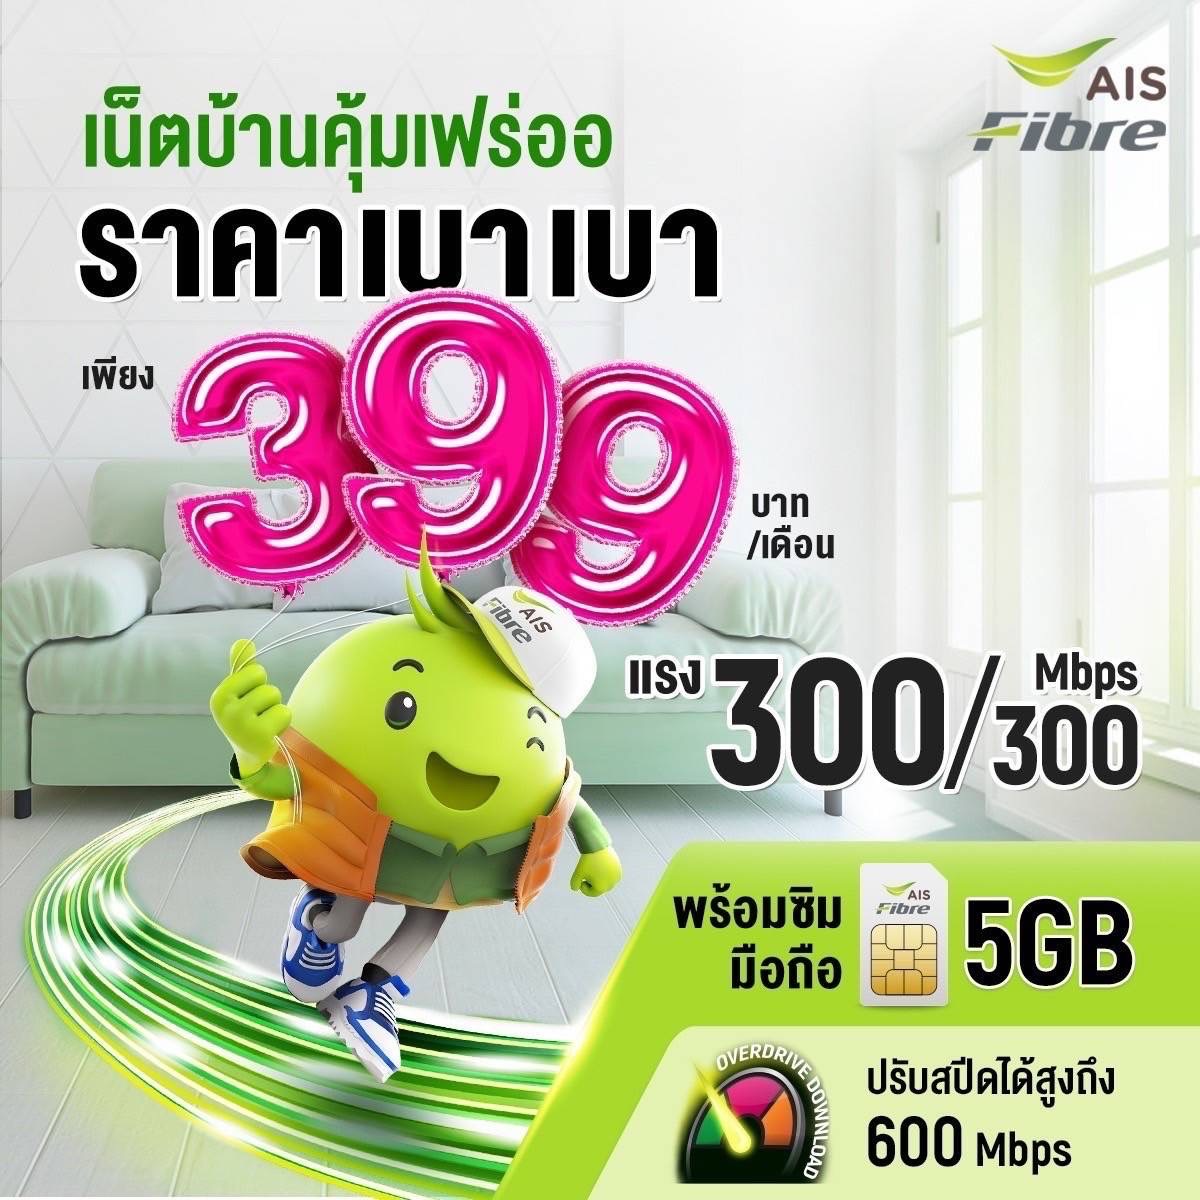 เน็ตบ้านคุ้มเฟร่ออ
AIS
Fibre
ราคาเบาเบา
เพียง
399
บาท
/เดือน
AIS
Fibre
แรง 300/300 Mbps
พร้อมซิม
มือถือ
AIS
Fibre
5GB
OVERDRIVE DOWNLOAD
ปรับสปีดได้สูงถึง
600 Mbps